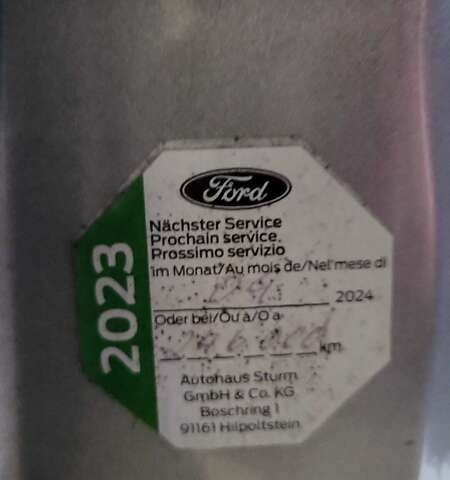 Ford
Nächster Service
Prochain service
Prossimo servizio
im Monat/Au mois de/Nel mese di
2024
Oder bei/Ou à/O a
km
Autohaus Sturm
GmbH & Co. KG
Boschring 1
91161 Hilpoltstein
2023